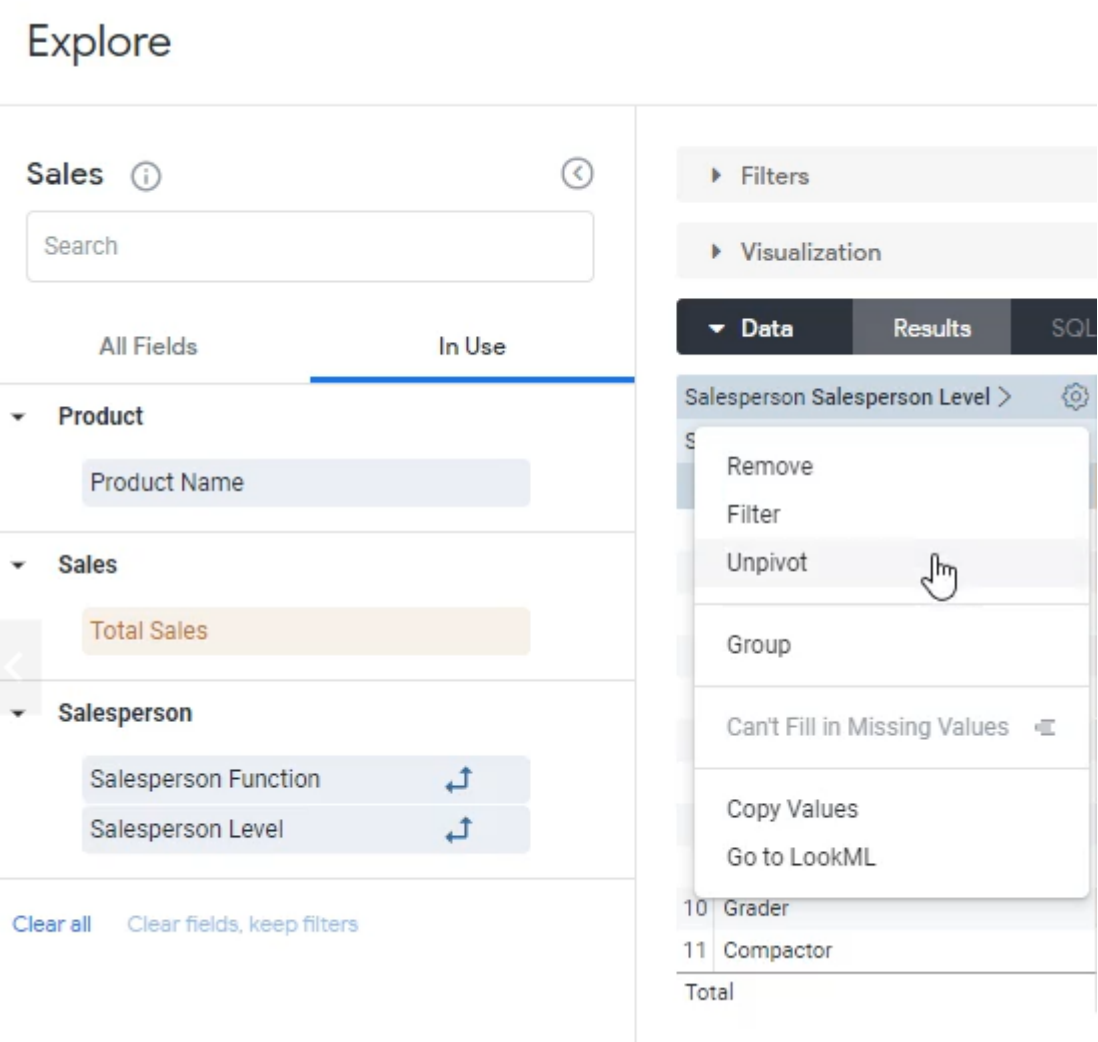 Explore
Sales
Search
All Fields
In Use
Product
Product Name
Sales
Total Sales
Salesperson
Salesperson Function
Salesperson Level
Clear all
Clear fields, keep filters
Filters
Visualization
Data
Results
SQL
Salesperson Salesperson Level
S
Remove
Filter
Unpivot
Group
Can't Fill in Missing Values
Copy Values
Go to LookML
10 Grader
11 Compactor
Total